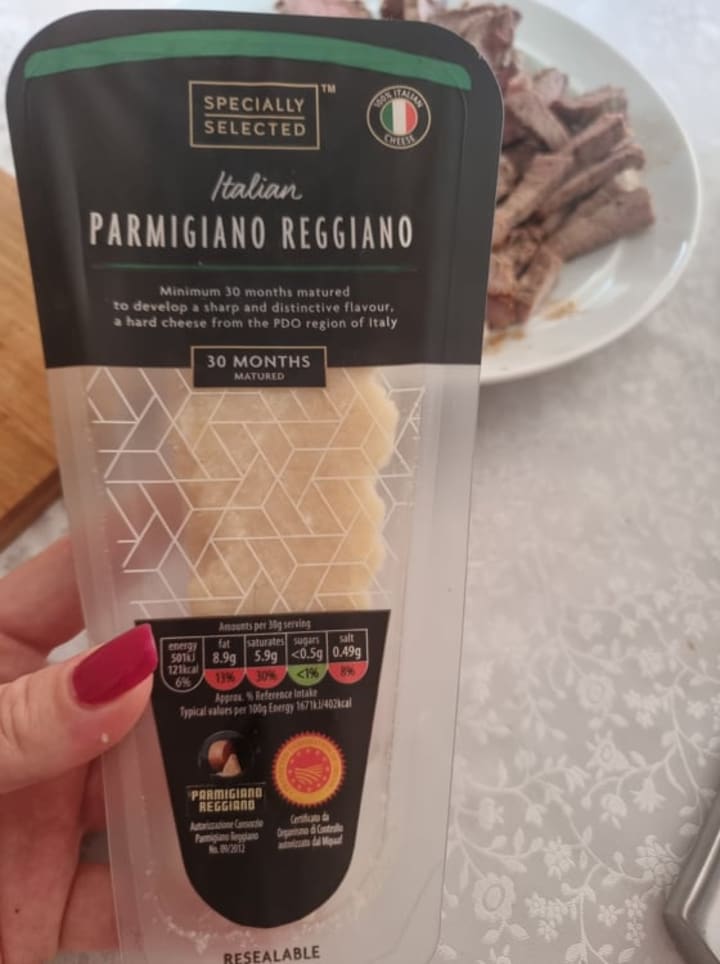 SPECIALLY
SELECTED™
100% ITALIAN
CHEESE
Italian
PARMIGIANO REGGIANO
Minimum 30 months matured
to develop a sharp and distinctive flavour,
a hard cheese from the PDO region of Italy
30 MONTHS
MATURED
Amounts per 30g serving
energy
501kJ
121kcal
6%
fat
8.9g
13%
saturates
5.9g
30%
sugars
<0.5g
<1%
salt
0.49g
8%
Approx. % Reference Intake
Typical values per 100g Energy 1671kJ/402kcal
PARMIGIANO
REGGIANO
Autorizzazione Consorzio
Parmigiano Reggiano
No. 09/2012
Certificato da
Organismo di Controllo
autorizzato dal Mipaaf
RESEALABLE